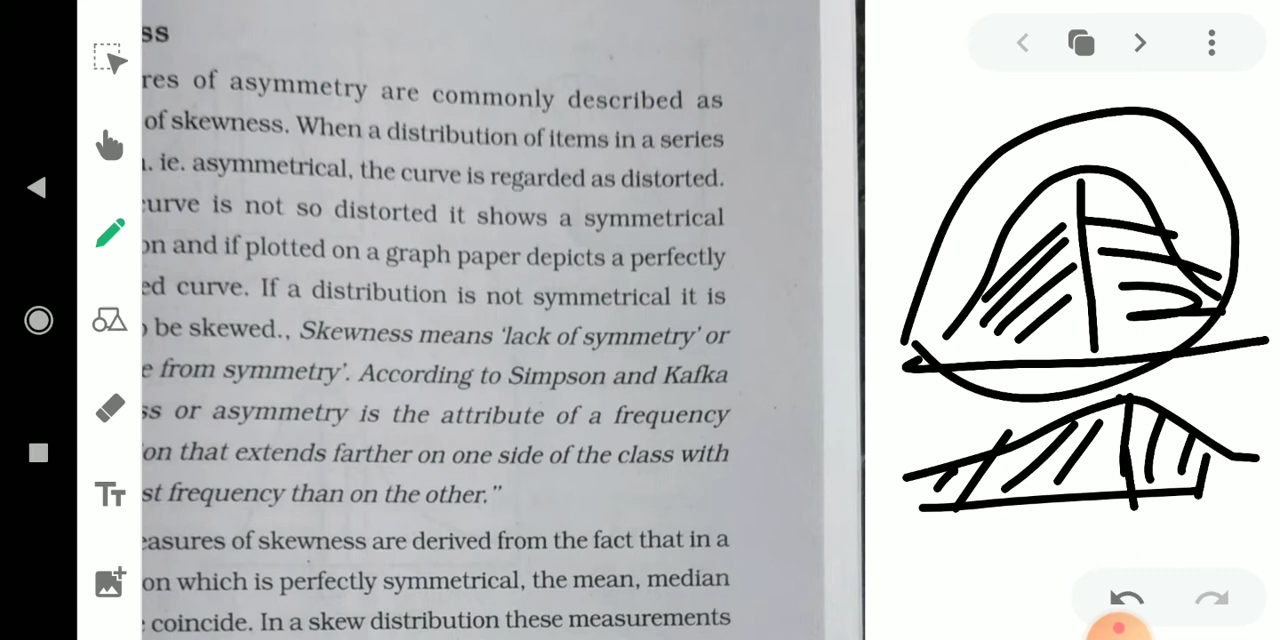 ss
res of asymmetry are commonly described as
of skewness. When a distribution of items in a series
. ie. asymmetrical, the curve is regarded as distorted.
urve is not so distorted it shows a symmetrical
on and if plotted on a graph paper depicts a perfectly
ed curve. If a distribution is not symmetrical it is
be skewed., Skewness means 'lack of symmetry' or
e from symmetry'. According to Simpson and Kafka
ss or asymmetry is the attribute of a frequency
on that extends farther on one side of the class with
st frequency than on the other."
easures of skewness are derived from the fact that in a
on which is perfectly symmetrical, the mean, median
coincide. In a skew distribution these measurements
TT